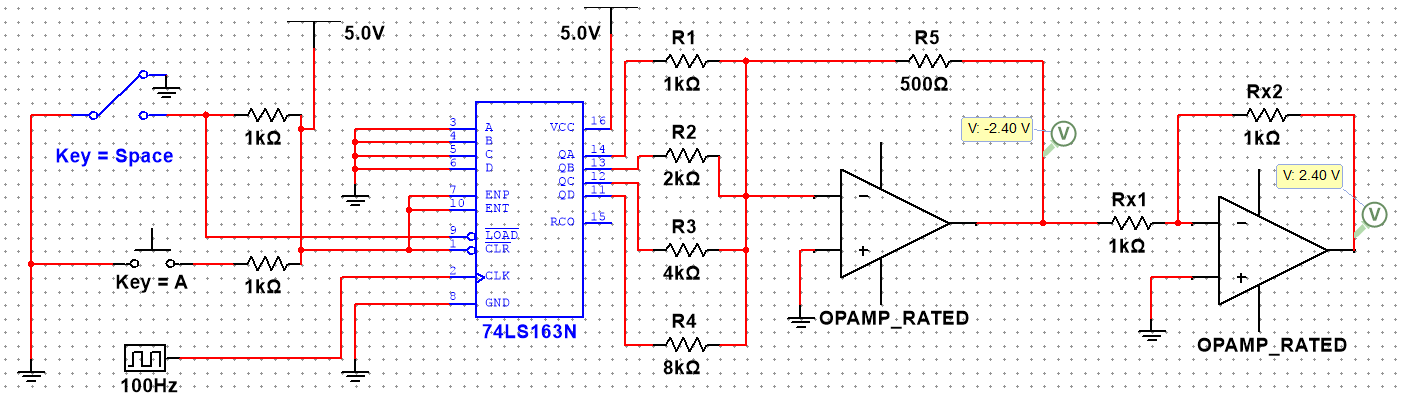 5.0V
5.0V
R1
1kΩ
R5
500Ω
Key = Space
1kΩ
3 A
4 B
5 C
6 D
7 ENP
10 ENT
9 LOAD
1 CLR
2 CLK
8 GND
VCC 16
QA 14
QB 13
QC 12
QD 11
RCO 15
74LS163N
R2
2kΩ
R3
4kΩ
R4
8kΩ
Key = A
1kΩ
100Hz
V: -2.40 V
V
OPAMP_RATED
Rx1
1kΩ
Rx2
1kΩ
V: 2.40 V
V
OPAMP_RATED